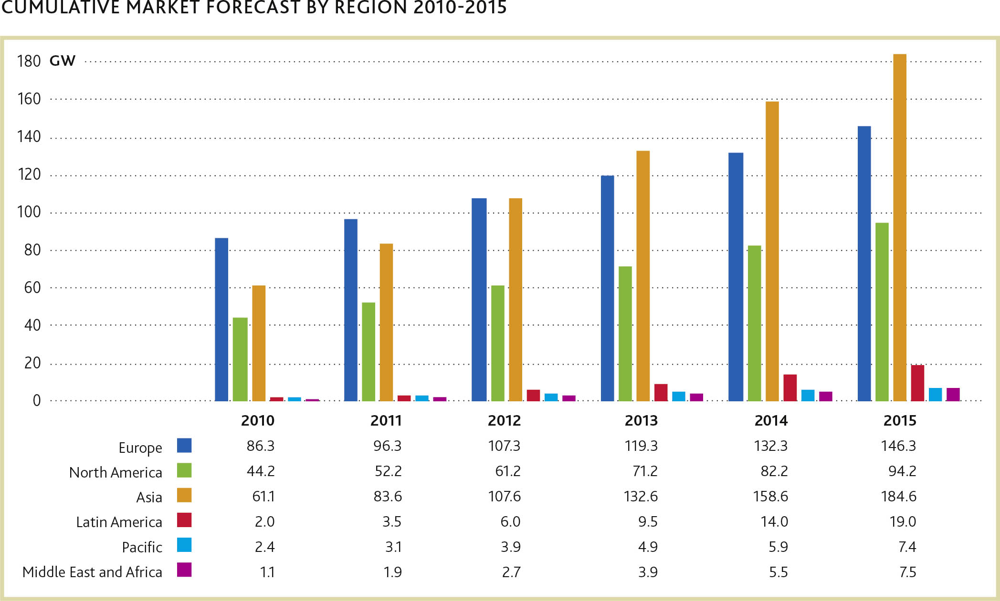 CUMULATIVE MARKET FORECAST BY REGION 2010-2015
180 GW
160
140
120
100
80
60
40
20
0
2010 2011 2012 2013 2014 2015
Europe 86.3 96.3 107.3 119.3 132.3 146.3
North America 44.2 52.2 61.2 71.2 82.2 94.2
Asia 61.1 83.6 107.6 132.6 158.6 184.6
Latin America 2.0 3.5 6.0 9.5 14.0 19.0
Pacific 2.4 3.1 3.9 4.9 5.9 7.4
Middle East and Africa 1.1 1.9 2.7 3.9 5.5 7.5